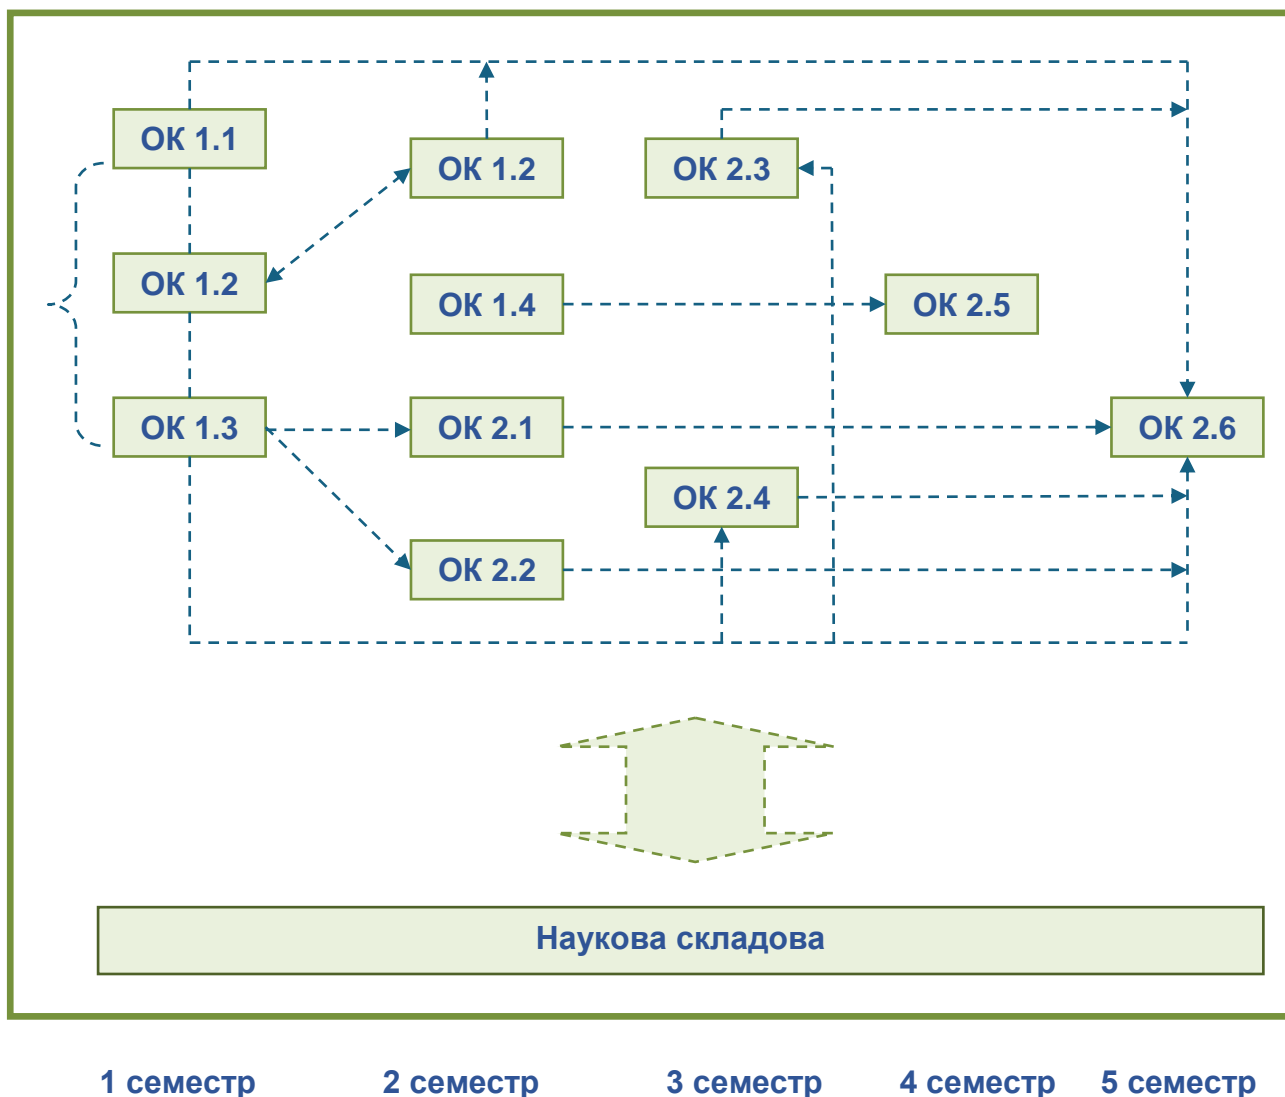 ОК 1.1
ОК 1.2
ОК 2.3
ОК 1.2
ОК 1.4
ОК 2.5
ОК 1.3
ОК 2.1
ОК 2.6
ОК 2.4
ОК 2.2
Наукова складова
1 семестр 2 семестр 3 семестр 4 семестр 5 семестр